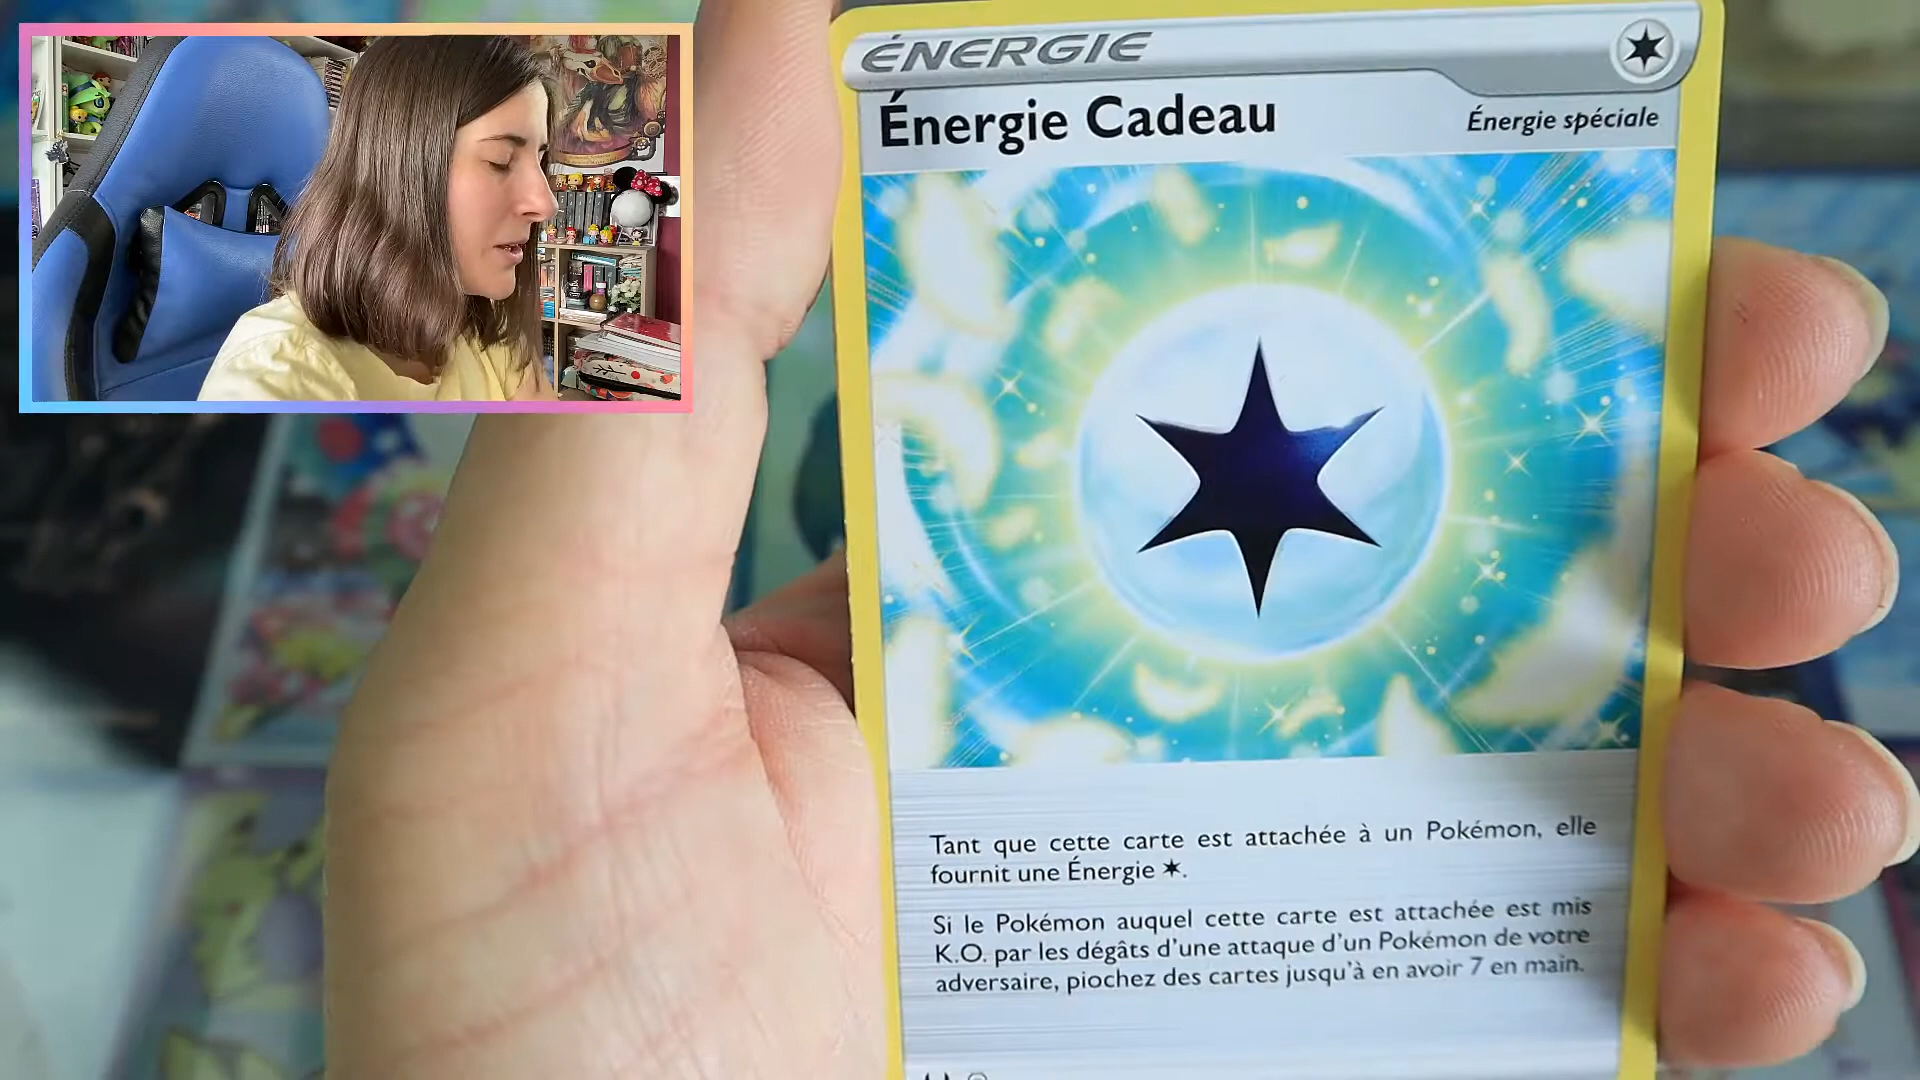 ÉNERGIE
Énergie Cadeau
Énergie spéciale
Tant que cette carte est attachée à un Pokémon, elle
fournit une Énergie ✶.
Si le Pokémon auquel cette carte est attachée est mis
K.O. par les dégâts d'une attaque d'un Pokémon de votre
adversaire, piochez des cartes jusqu'à en avoir 7 en main.